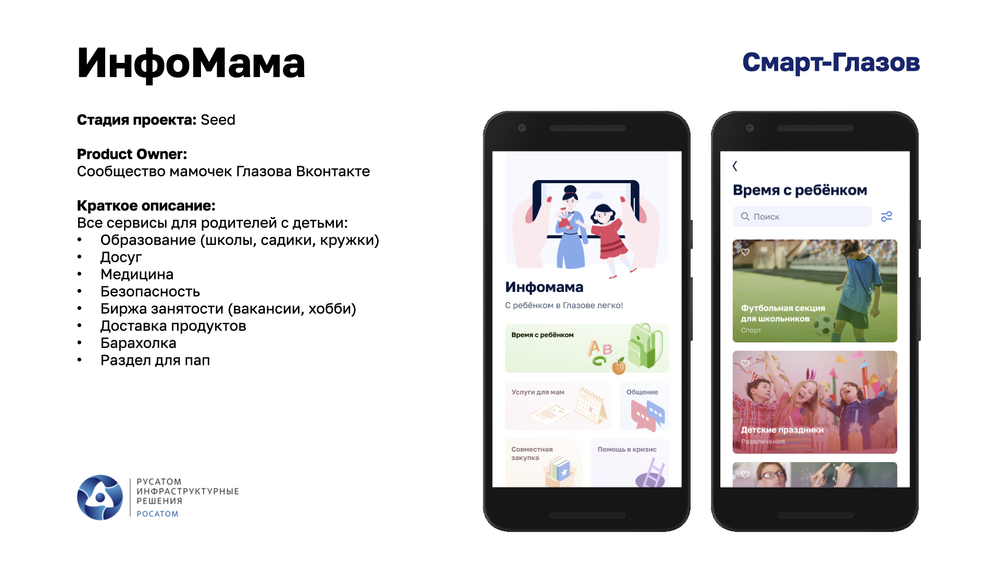 ИнфоМама
Смарт-Глазов
Стадия проекта: Seed
Product Owner:
Сообщество мамочек Глазова Вконтакте
Краткое описание:
Все сервисы для родителей с детьми:
• Образование (школы, садики, кружки)
• Досуг
• Медицина
• Безопасность
• Биржа занятости (вакансии, хобби)
• Доставка продуктов
• Барахолка
• Раздел для пап
РУСАТОМ
ИНФРАСТРУКТУРНЫЕ
РЕШЕНИЯ
РОСАТОМ
Инфомама
С ребёнком в Глазове легко!
Время с ребёнком
A B C
Услуги для мам
Общение
Совместная
закупка
Помощь в кризис
Время с ребёнком
Поиск
Футбольная секция
для школьников
Спорт
Детские праздники
Развлечения